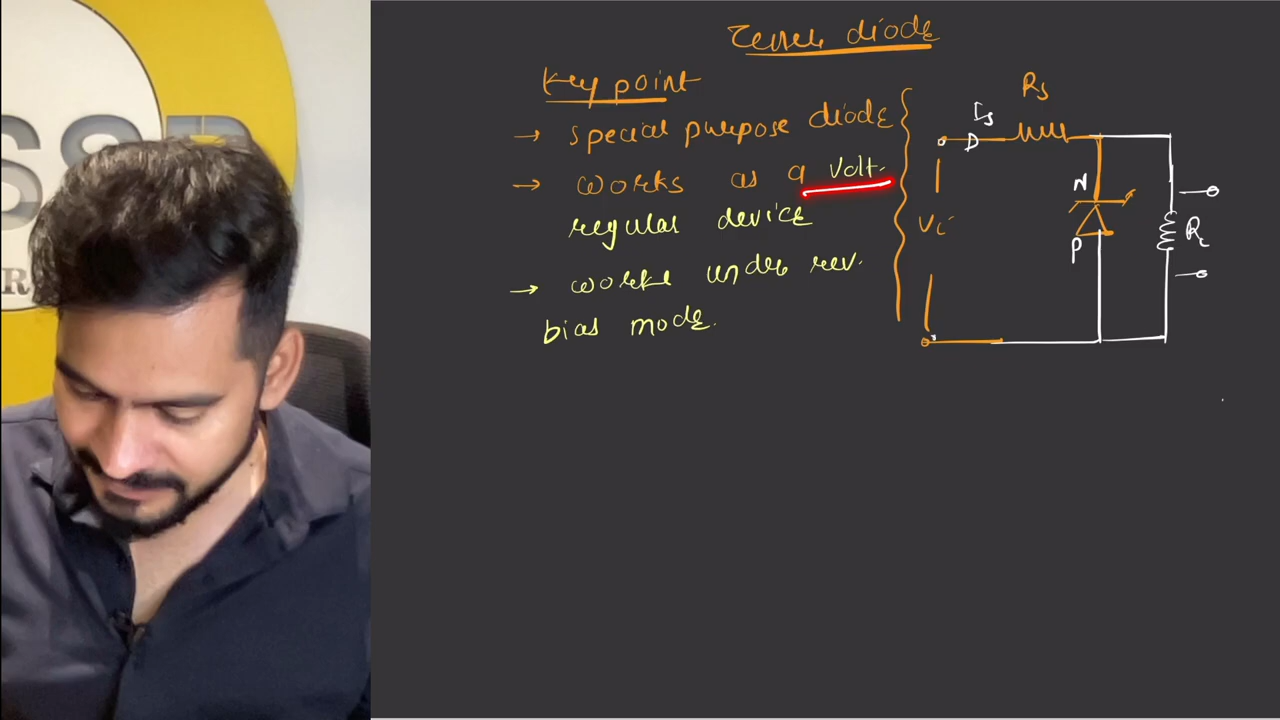 Zener diode
Key point
→ special purpose diode
→ works as a volt.
regular device
→ works under rev.
bias mode.
Is
Rs
N
P
Vi
RL